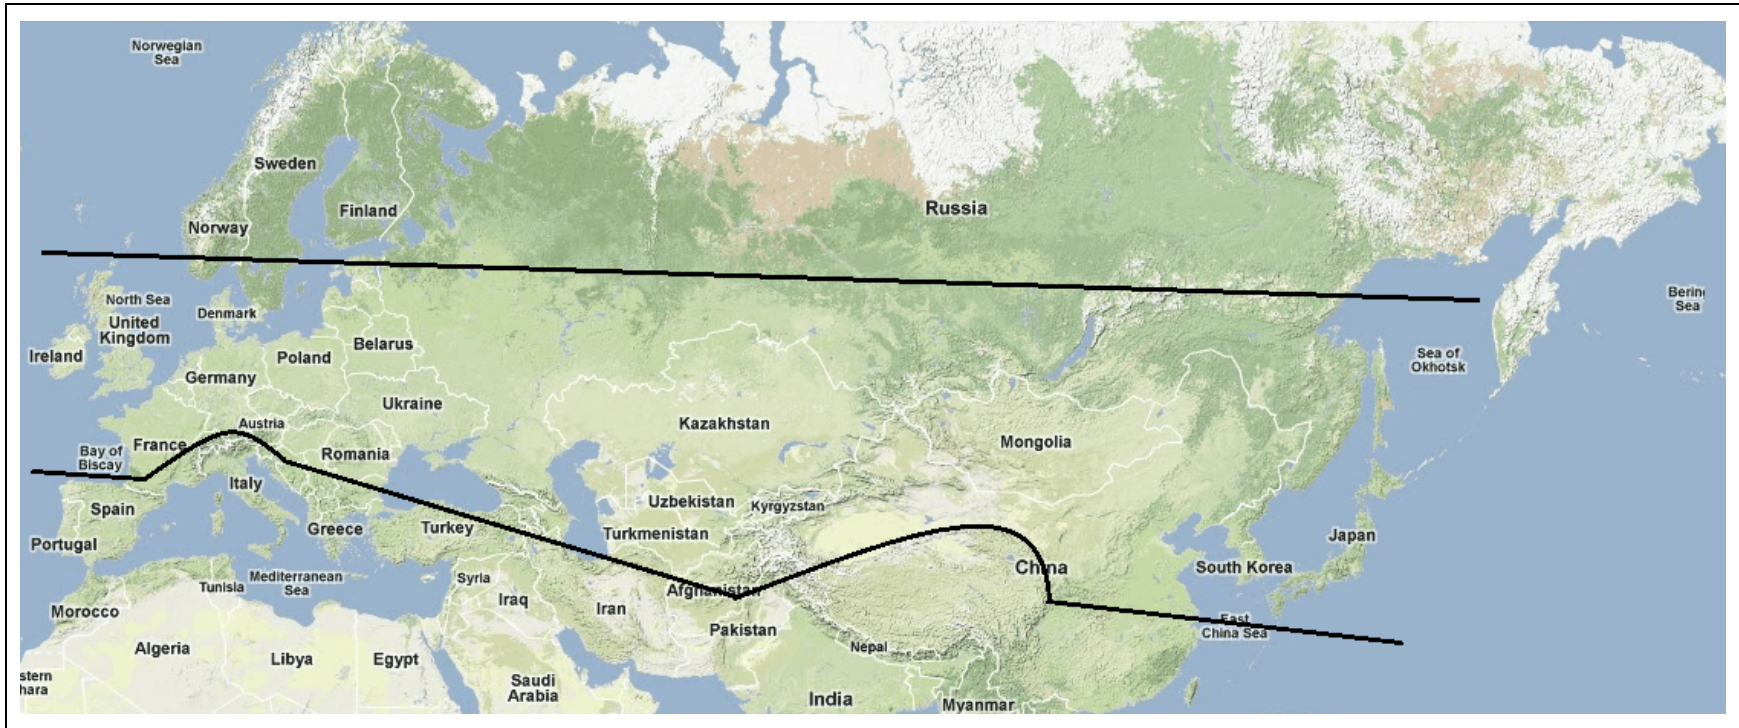 Norwegian
Sea
Sweden
Finland
Norway
Russia
North Sea
Denmark
United
Kingdom
Ireland
Belarus
Poland
Germany
Ukraine
Austria
France
Bay of
Biscay
Romania
Kazakhstan
Mongolia
Bering
Sea
Sea of
Okhotsk
Italy
Spain
Portugal
Greece
Turkey
Uzbekistan
Kyrgyzstan
Turkmenistan
Japan
South Korea
China
Tunisia
Mediterranean
Sea
Syria
Iraq
Iran
Afghanistan
Morocco
Pakistan
East
China Sea
Algeria
Libya
Egypt
Nepal
stern
hara
Saudi
Arabia
India
Myanmar